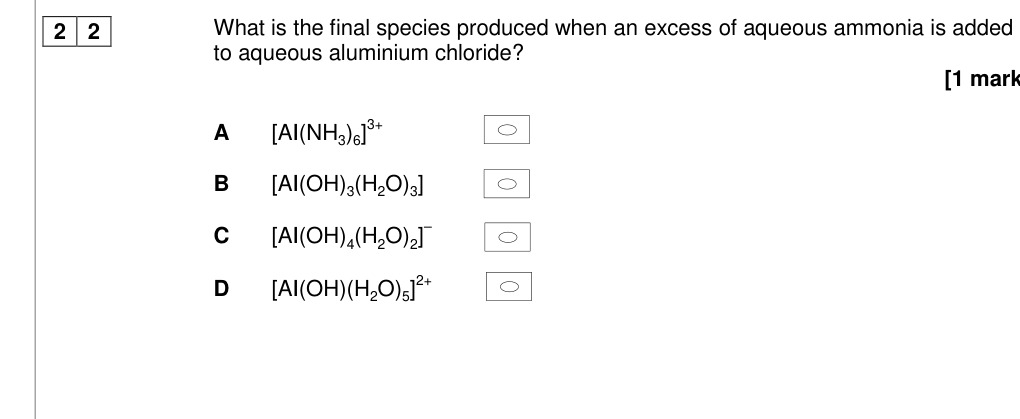 2 2 What is the final species produced when an excess of aqueous ammonia is added
to aqueous aluminium chloride?
[1 mark
A [Al(NH₃)₆]³⁺
B [Al(OH)₃(H₂O)₃]
C [Al(OH)₄(H₂O)₂]⁻
D [Al(OH)(H₂O)₅]²⁺